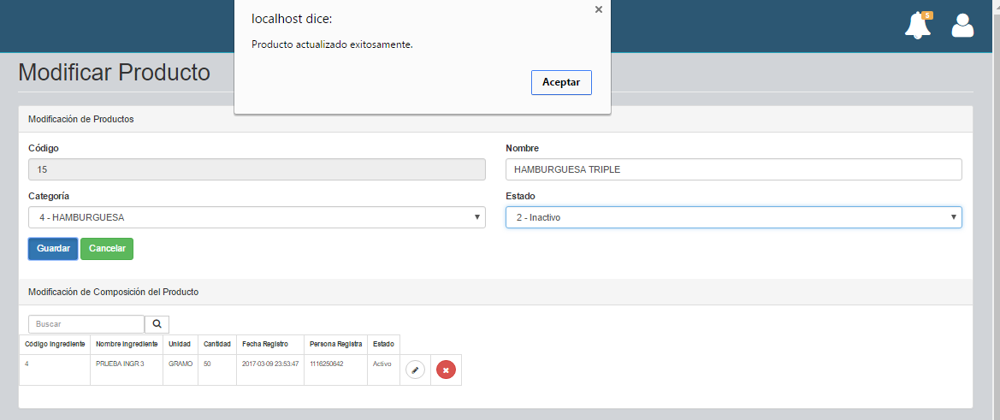 localhost dice:
Producto actualizado exitosamente.
Aceptar
5
Modificar Producto
Modificación de Productos
Código
Nombre
15
HAMBURGUESA TRIPLE
Categoría
Estado
4 - HAMBURGUESA
2 - Inactivo
Guardar Cancelar
Modificación de Composición del Producto
Buscar
Código Ingrediente Nombre Ingrediente Unidad Cantidad Fecha Registro Persona Registra Estado
4 PRUEBA INGR 3 GRAMO 50 2017-03-09 23:53:47 1116250642 Activo